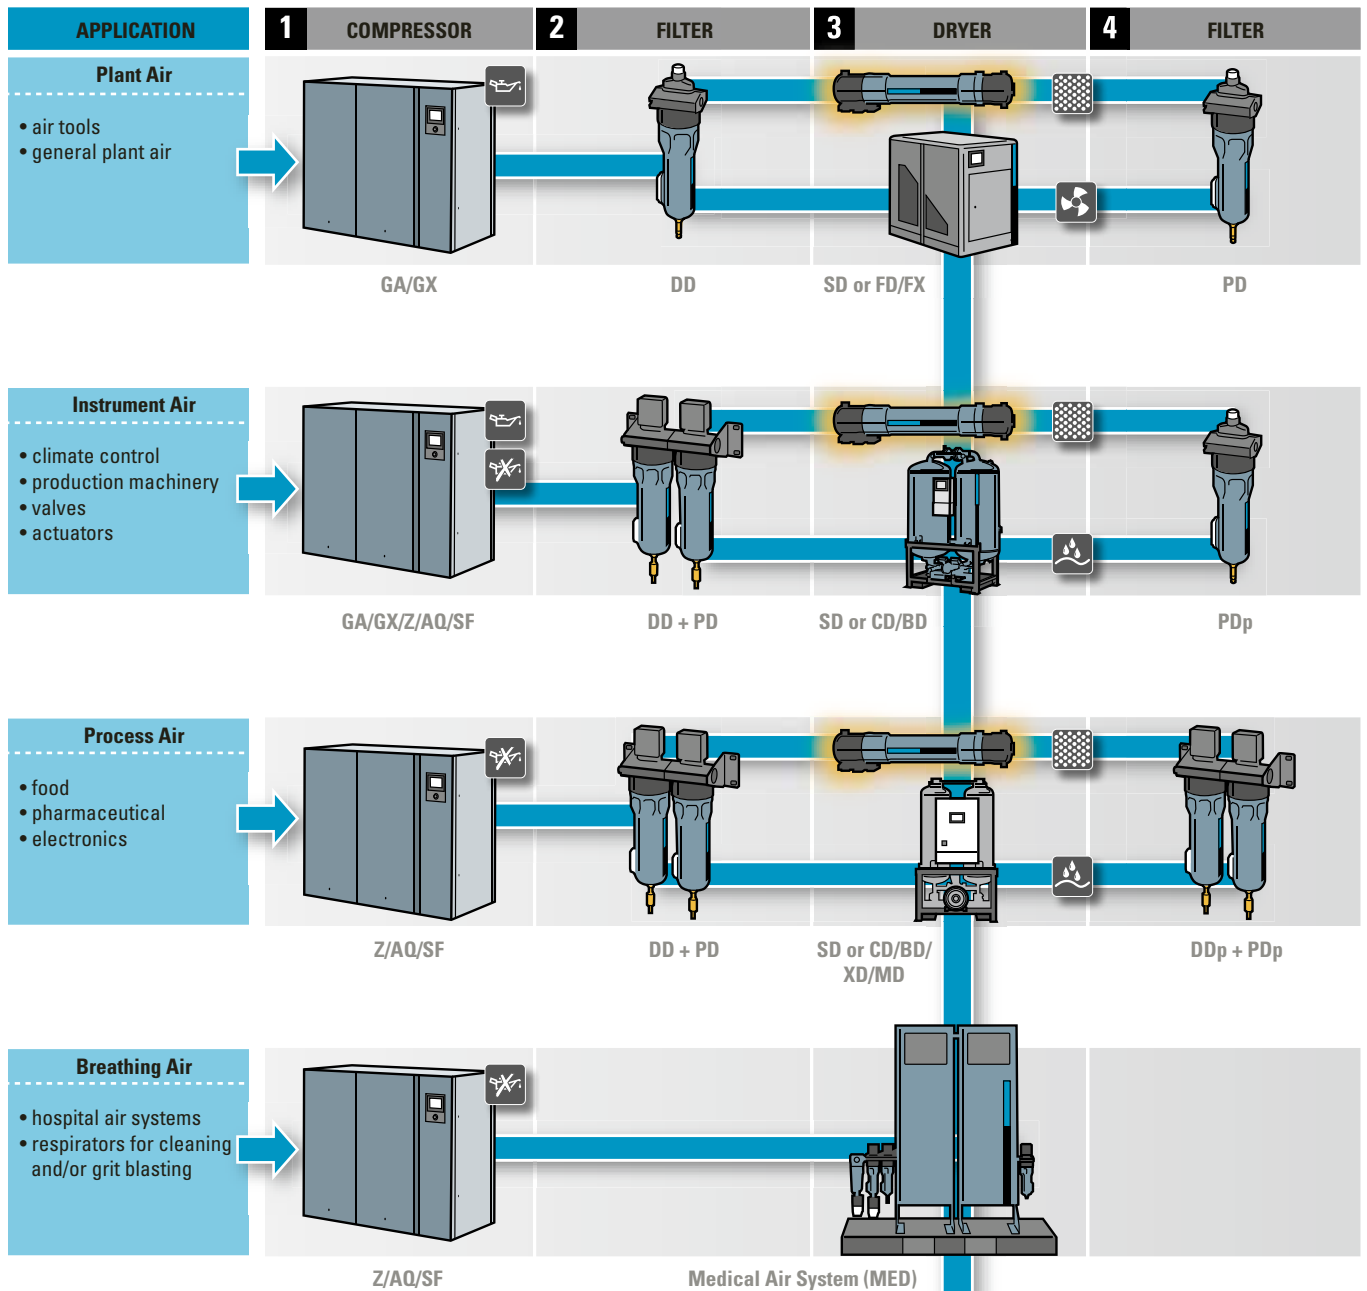 APPLICATION
1 COMPRESSOR
2 FILTER
3 DRYER
4 FILTER
Plant Air
• air tools
• general plant air
GA/GX
DD
SD or FD/FX
PD
Instrument Air
• climate control
• production machinery
• valves
• actuators
GA/GX/Z/AQ/SF
DD + PD
SD or CD/BD
PDp
Process Air
• food
• pharmaceutical
• electronics
Z/AQ/SF
DD + PD
SD or CD/BD/
XD/MD
DDp + PDp
Breathing Air
• hospital air systems
• respirators for cleaning
and/or grit blasting
Z/AQ/SF
Medical Air System (MED)